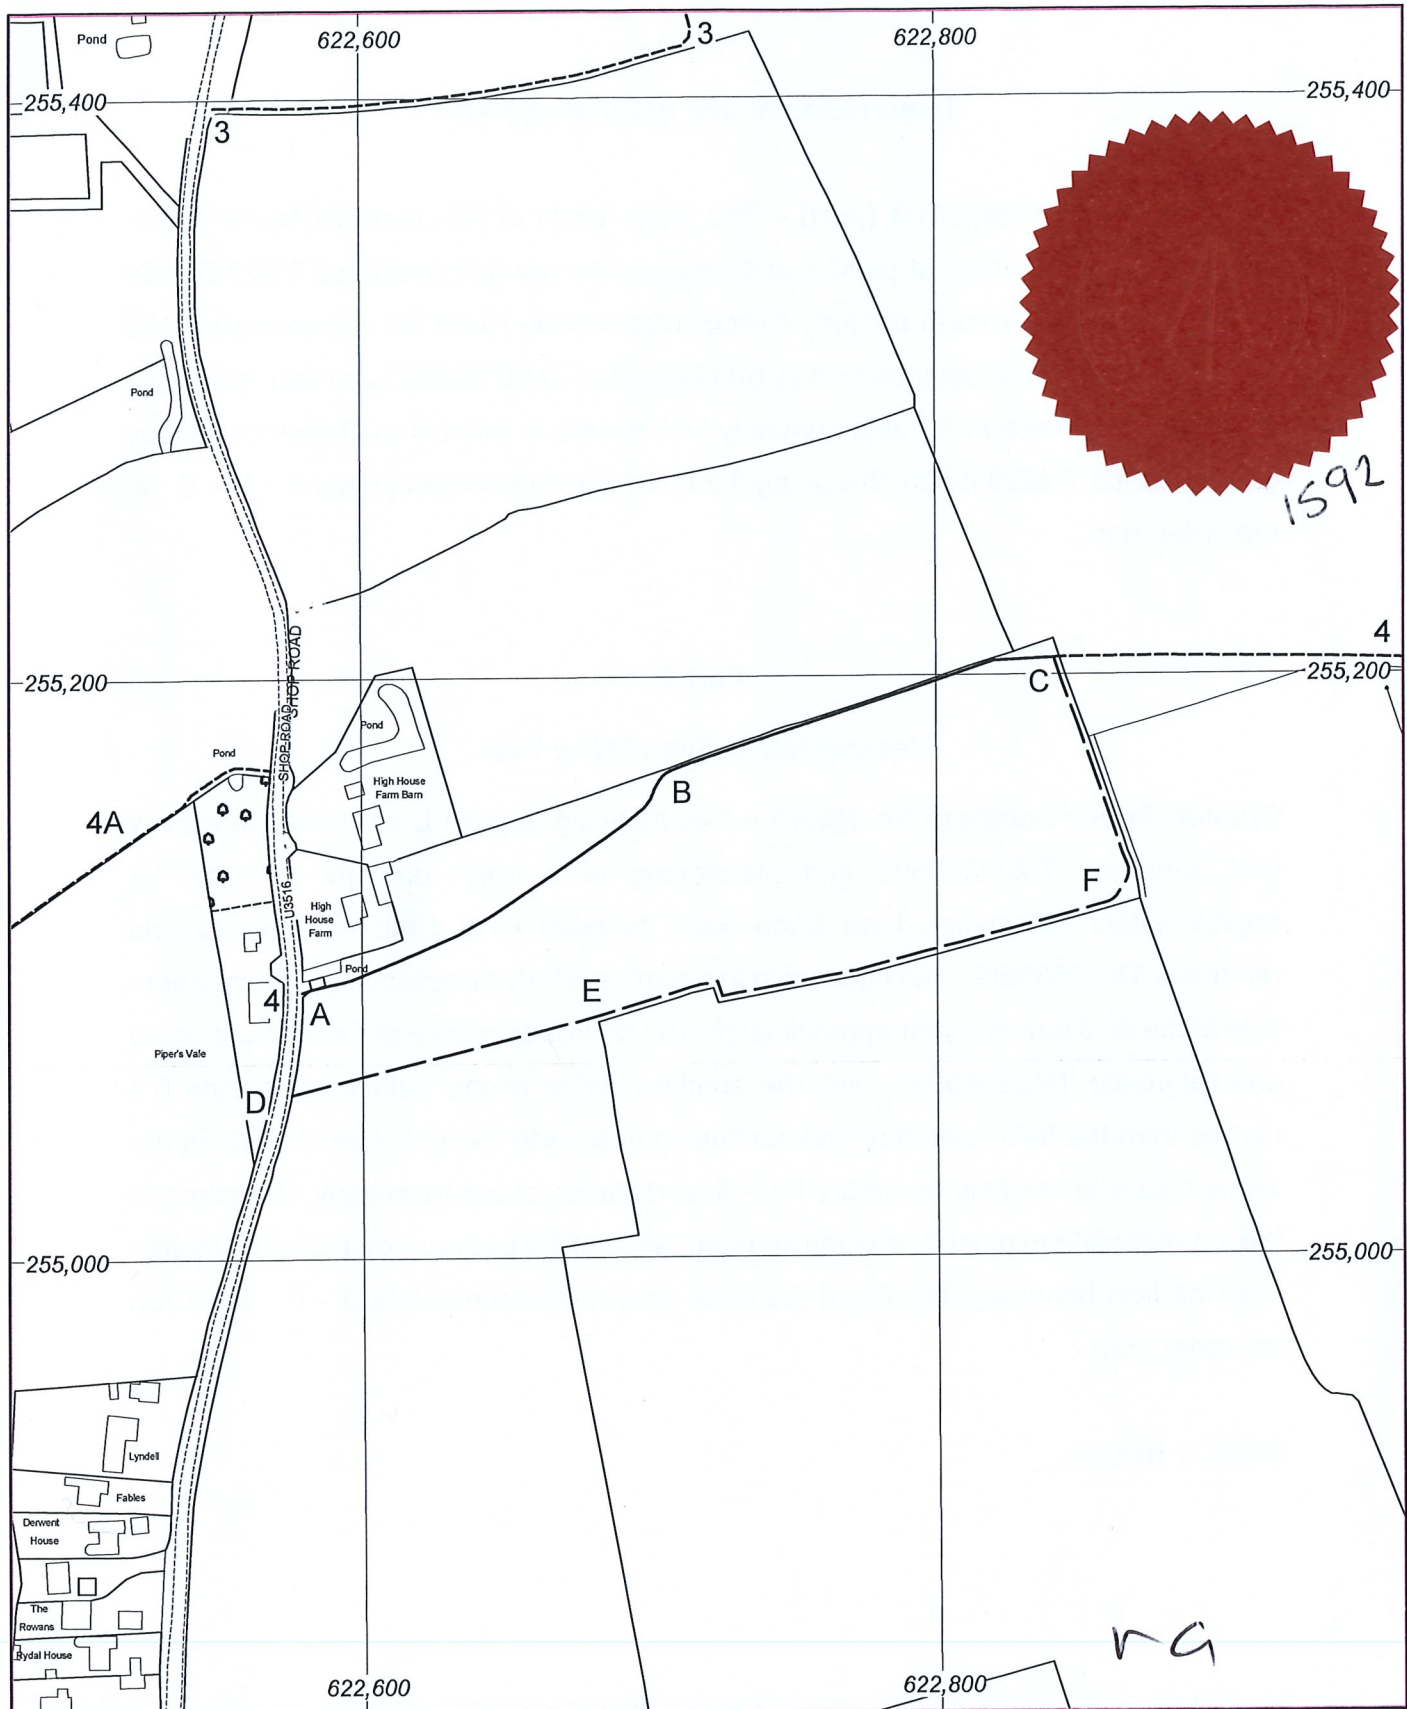 622,600
622,800
Pond
3
255,400
255,400
3
1592
Pond
SHOP ROAD
4
255,200
255,200
C
SHOP ROAD
Pond
Pond
High House
Farm Barn
B
4A
F
U3516
High
House
Farm
Pond
E
4
A
Piper's Vale
D
255,000
255,000
Lyndell
Fables
Derwent
House
The
Rowans
Rydal House
622,600
622,800